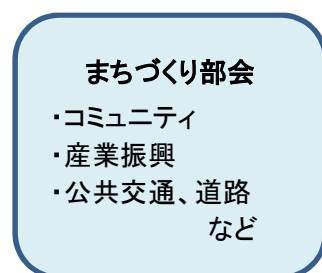 まちづくり部会
・コミュニティ
・産業振興
・公共交通、道路
など